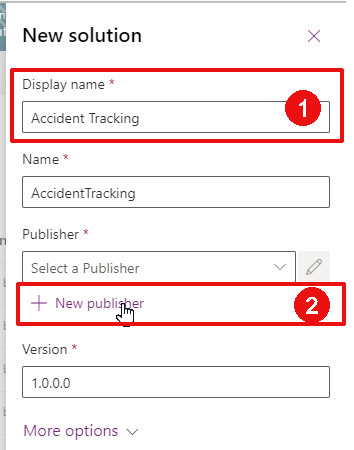 New solution
Display name *
1
Accident Tracking
Name *
AccidentTracking
Publisher *
Select a Publisher
New publisher
2
Version *
1.0.0.0
More options